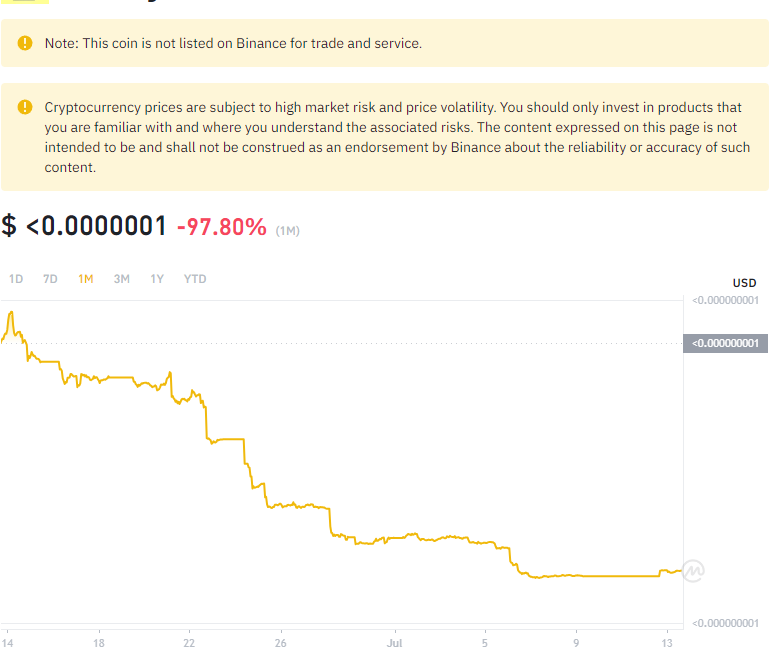 Note: This coin is not listed on Binance for trade and service.
Cryptocurrency prices are subject to high market risk and price volatility. You should only invest in products that
you are familiar with and where you understand the associated risks. The content expressed on this page is not
intended to be and shall not be construed as an endorsement by Binance about the reliability or accuracy of such
content.
$ <0.0000001 -97.80% (1M)
1D 7D 1M 3M 1Y YTD
USD
<0.000000001
<0.000000001
<0.000000001
14 18 22 26 Jul 5 9 13